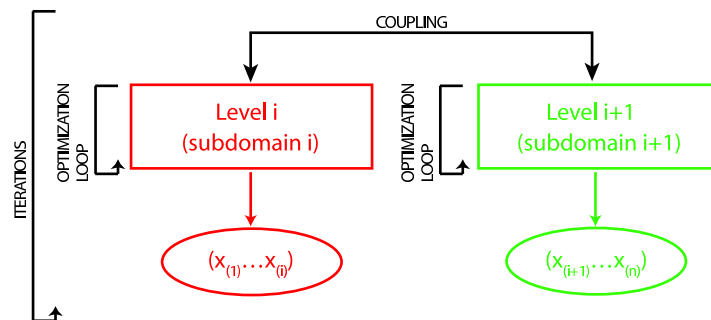 COUPLING
ITERATIONS
OPTIMIZATION
LOOP
Level i
(subdomain i)
OPTIMIZATION
LOOP
Level i+1
(subdomain i+1)
(x(1)...x(i))
(x(i+1)...x(n))